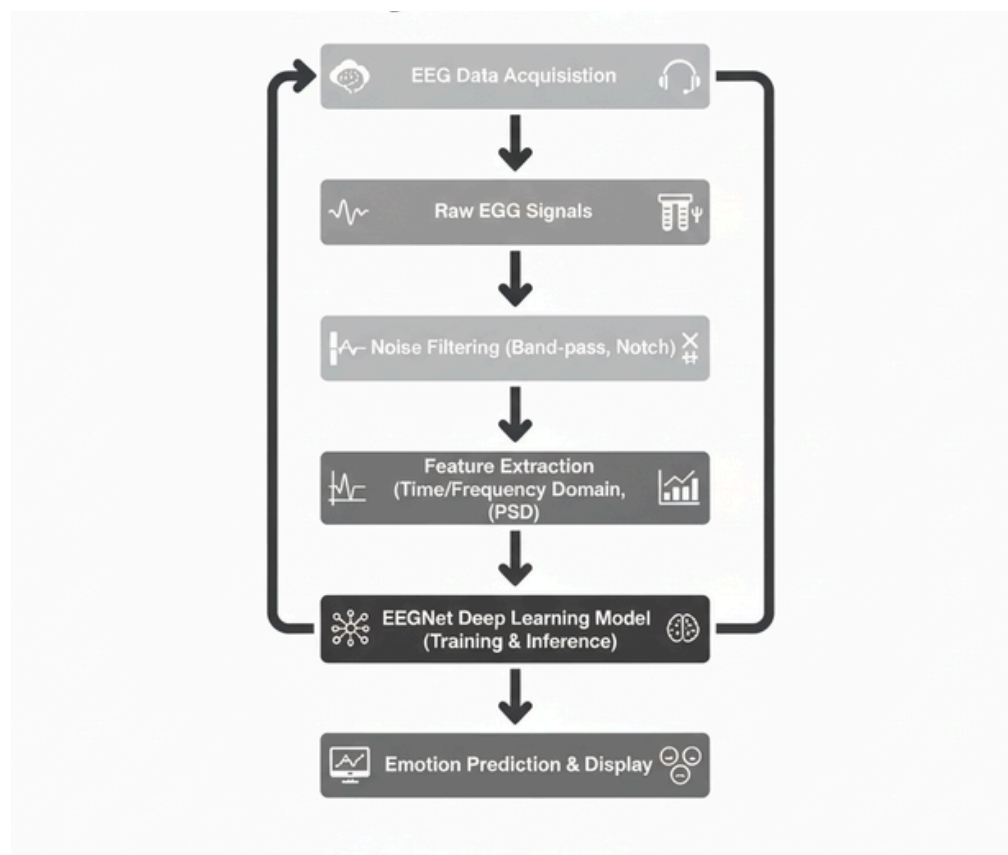 EEG Data Acquisistion
Raw EGG Signals
Noise Filtering (Band-pass, Notch)
Feature Extraction
(Time/Frequency Domain,
(PSD)
EEGNet Deep Learning Model
(Training & Inference)
Emotion Prediction & Display